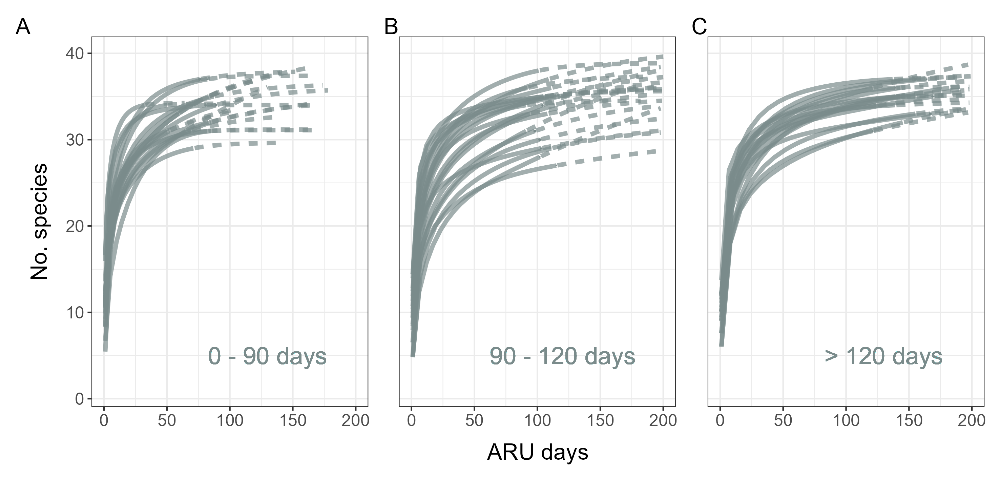 A
B
C
No. species
40
30
20
10
0
0 - 90 days
90 - 120 days
> 120 days
0 50 100 150 200
0 50 100 150 200
0 50 100 150 200
ARU days